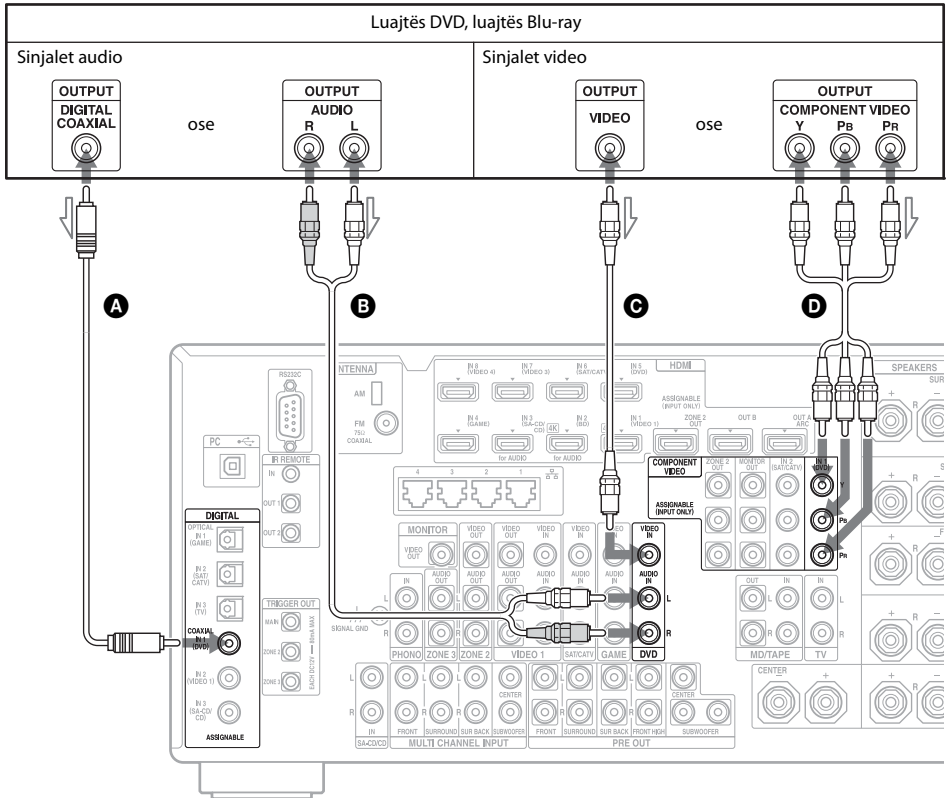 Luajtës DVD, luajtës Blu-ray
Sinjalet audio
Sinjalet video
OUTPUT
DIGITAL
COAXIAL
ose
OUTPUT
AUDIO
R L
OUTPUT
VIDEO
ose
OUTPUT
COMPONENT VIDEO
Y PB PR
A
B
C
D
RS232C
PC
IR REMOTE
IN
OUT 1
OUT 2
ANTENNA
AM
FM
75Ω
COAXIAL
IN 8
(VIDEO 4)
IN 7
(VIDEO 3)
IN 6
(SAT/CATV)
IN 5
(DVD)
HDMI
ASSIGNABLE
(INPUT ONLY)
IN 4
(GAME)
IN 3
(SA-CD/
CD)
4K
IN 2
(BD)
IN 1
(VIDEO 1)
ZONE 2
OUT
OUT B
OUT A
ARC
for AUDIO
for AUDIO
4 3 2 1
SPEAKERS
SUR
+ R
COMPONENT
VIDEO
ASSIGNABLE
(INPUT ONLY)
ZONE 2
OUT
MONITOR
OUT
IN 2
(SAT/CATV)
IN 1
(DVD)
Y
PB
PR
DIGITAL
OPTICAL
IN 1
(GAME)
IN 2
(SAT/
CATV)
IN 3
(TV)
COAXIAL
IN 1
(DVD)
IN 2
(VIDEO 1)
IN 3
(SA-CD/
CD)
ASSIGNABLE
TRIGGER OUT
MAIN
ZONE 2
ZONE 3
EACH DC12V — 80mA MAX
SIGNAL GND
MONITOR
VIDEO
OUT
VIDEO
OUT
VIDEO
OUT
VIDEO
IN
VIDEO
IN
VIDEO
IN
VIDEO
IN
IN
AUDIO
OUT
AUDIO
OUT
AUDIO
OUT
AUDIO
IN
AUDIO
IN
AUDIO
IN
AUDIO
IN
L
R
L
R
PHONO ZONE 3 ZONE 2 VIDEO 1 SAT/CATV GAME DVD
OUT IN IN
L
R
L
R
MD/TAPE TV
CENTER
− +
L
R
CENTER
CENTER
IN FRONT SURROUND SUR BACK SUBWOOFER FRONT SURROUND SUR BACK FRONT HIGH SUBWOOFER
SA-CD/CD MULTI CHANNEL INPUT PRE OUT